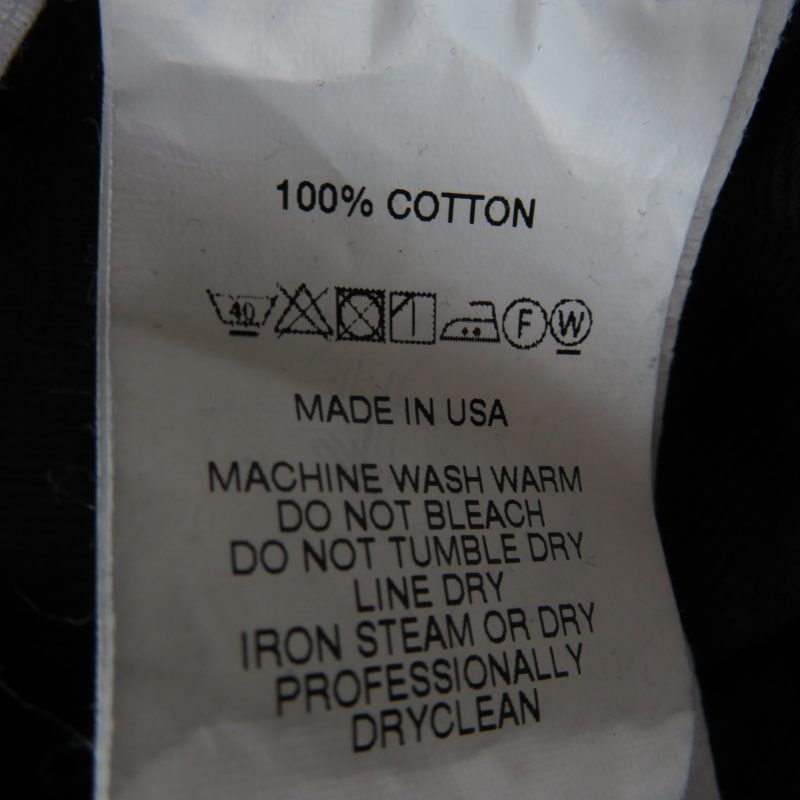 100% COTTON
40 F W
MADE IN USA
MACHINE WASH WARM
DO NOT BLEACH
DO NOT TUMBLE DRY
LINE DRY
IRON STEAM OR DRY
PROFESSIONALLY
DRYCLEAN